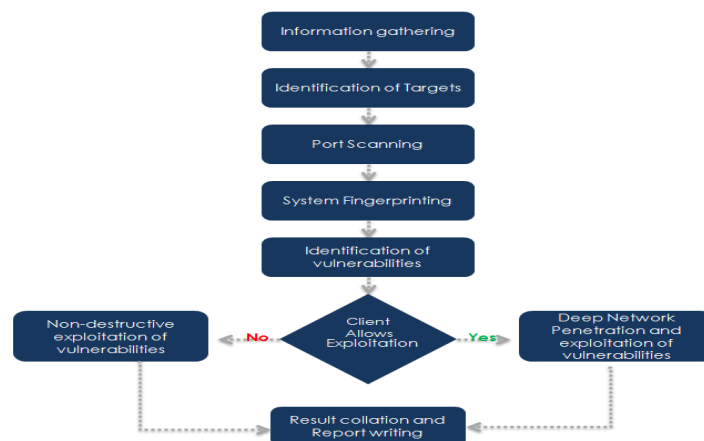 Information gathering
Identification of Targets
Port Scanning
System Fingerprinting
Identification of
vulnerabilities
Client
Allows
Exploitation
No
Yes
Non-destructive
exploitation of
vulnerabilities
Deep Network
Penetration and
exploitation of
vulnerabilities
Result collation and
Report writing